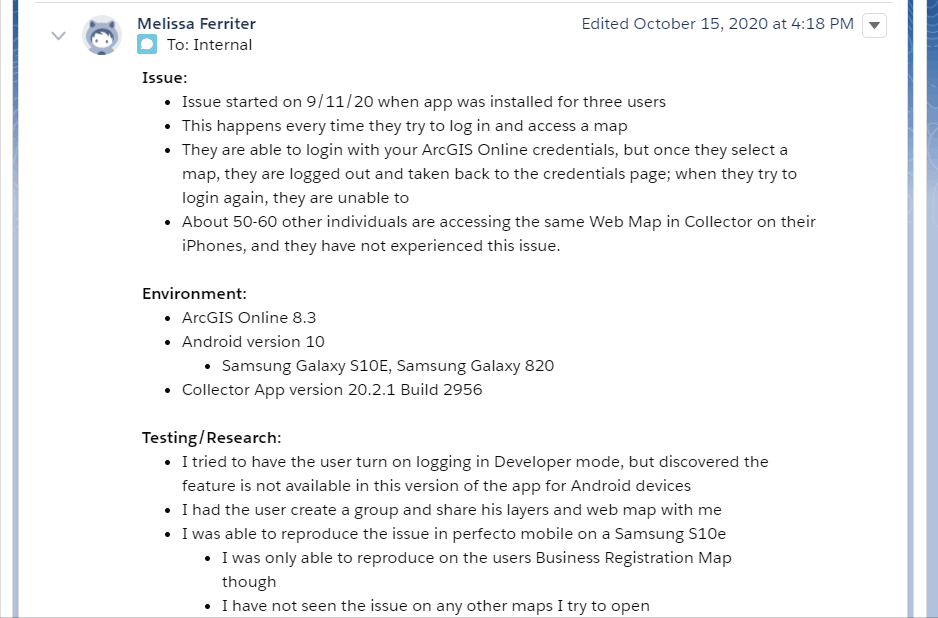 Melissa Ferriter
Edited October 15, 2020 at 4:18 PM
To: Internal
Issue:
• Issue started on 9/11/20 when app was installed for three users
• This happens every time they try to log in and access a map
• They are able to login with your ArcGIS Online credentials, but once they select a
map, they are logged out and taken back to the credentials page; when they try to
login again, they are unable to
• About 50-60 other individuals are accessing the same Web Map in Collector on their
iPhones, and they have not experienced this issue.
Environment:
• ArcGIS Online 8.3
• Android version 10
• Samsung Galaxy S10E, Samsung Galaxy 820
• Collector App version 20.2.1 Build 2956
Testing/Research:
• I tried to have the user turn on logging in Developer mode, but discovered the
feature is not available in this version of the app for Android devices
• I had the user create a group and share his layers and web map with me
• I was able to reproduce the issue in perfecto mobile on a Samsung S10e
• I was only able to reproduce on the users Business Registration Map
though
• I have not seen the issue on any other maps I try to open